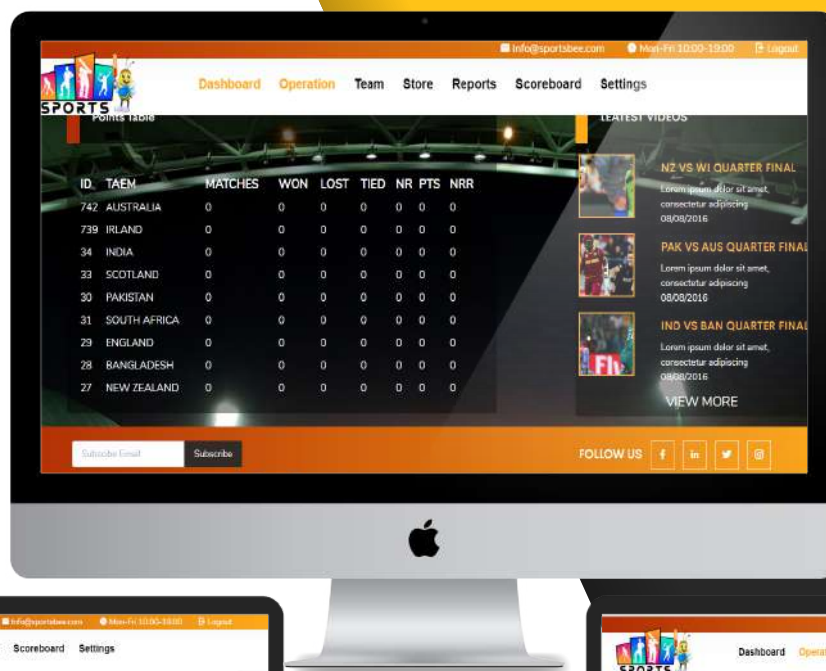 Info@sportsbee.com Mon-Fri 10:00-19:00 Logout
SPORTS
Dashboard Operation Team Store Reports Scoreboard Settings
Points Table
LEATEST VIDEOS
ID. TAEM MATCHES WON LOST TIED NR PTS NRR
742 AUSTRALIA 0 0 0 0 0 0 0
739 IRLAND 0 0 0 0 0 0 0
34 INDIA 0 0 0 0 0 0 0
33 SCOTLAND 0 0 0 0 0 0 0
30 PAKISTAN 0 0 0 0 0 0 0
31 SOUTH AFRICA 0 0 0 0 0 0 0
29 ENGLAND 0 0 0 0 0 0 0
28 BANGLADESH 0 0 0 0 0 0 0
27 NEW ZEALAND 0 0 0 0 0 0 0
NZ VS WI QUARTER FINAL
Lorem ipsum dolor sit amet,
consectetur adipiscing
08/08/2016
PAK VS AUS QUARTER FINAL
Lorem ipsum dolor sit amet,
consectetur adipiscing
08/08/2016
IND VS BAN QUARTER FINAL
Lorem ipsum dolor sit amet,
consectetur adipiscing
08/08/2016
VIEW MORE
Subscribe
FOLLOW US
Info@sportsbee.com Mon-Fri 10:00-19:00 Logout
Scoreboard Settings
SPORTS
Dashboard